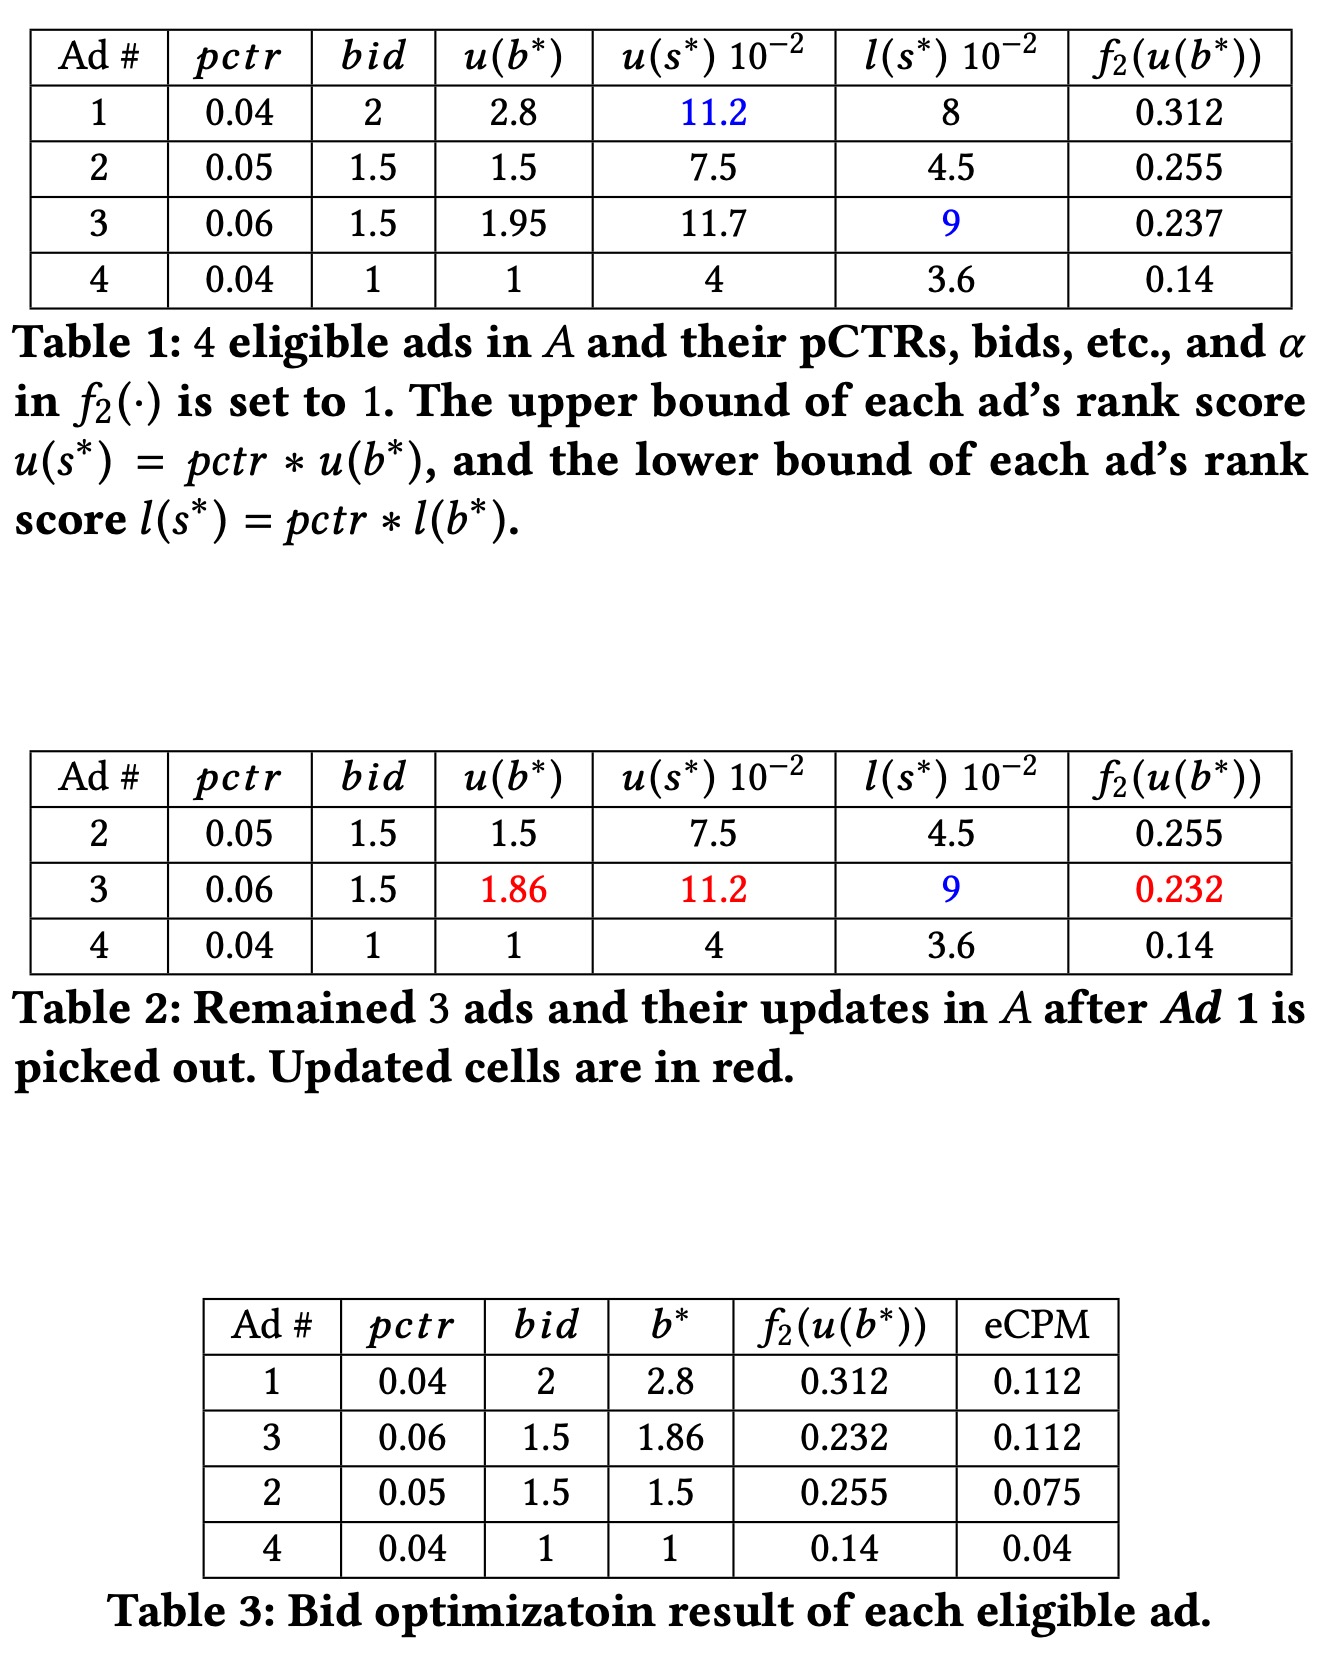 Ad # pctr bid u(b*) u(s*) 10⁻² l(s*) 10⁻² f₂(u(b*))
1 0.04 2 2.8 11.2 8 0.312
2 0.05 1.5 1.5 7.5 4.5 0.255
3 0.06 1.5 1.95 11.7 9 0.237
4 0.04 1 1 4 3.6 0.14
Table 1: 4 eligible ads in A and their pCTRs, bids, etc., and α
in f₂(·) is set to 1. The upper bound of each ad's rank score
u(s*) = pctr * u(b*), and the lower bound of each ad's rank
score l(s*) = pctr * l(b*).
Ad # pctr bid u(b*) u(s*) 10⁻² l(s*) 10⁻² f₂(u(b*))
2 0.05 1.5 1.5 7.5 4.5 0.255
3 0.06 1.5 1.86 11.2 9 0.232
4 0.04 1 1 4 3.6 0.14
Table 2: Remained 3 ads and their updates in A after Ad 1 is
picked out. Updated cells are in red.
Ad # pctr bid b* f₂(u(b*)) eCPM
1 0.04 2 2.8 0.312 0.112
3 0.06 1.5 1.86 0.232 0.112
2 0.05 1.5 1.5 0.255 0.075
4 0.04 1 1 0.14 0.04
Table 3: Bid optimizatoin result of each eligible ad.